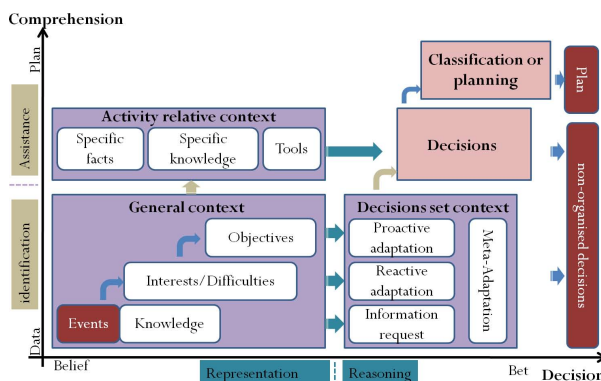 Comprehension
Plan
Classification or
planning
Plan
Assistance
Activity relative context
Specific
facts
Specific
knowledge
Tools
Decisions
non-organised decisions
identification
General context
Decisions set context
Objectives
Proactive
adaptation
Meta-Adaptation
Interests/Difficulties
Reactive
adaptation
Events
Knowledge
Information
request
Data
Belief
Representation
Reasoning
Bet
Decision